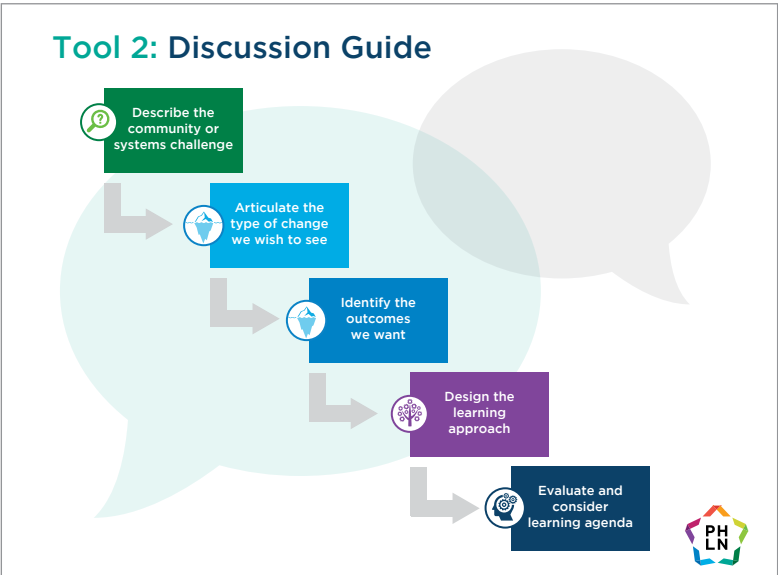 Tool 2: Discussion Guide
Describe the
community or
systems challenge
Articulate the
type of change
we wish to see
Identify the
outcomes
we want
Design the
learning
approach
Evaluate and
consider
learning agenda
PH
LN